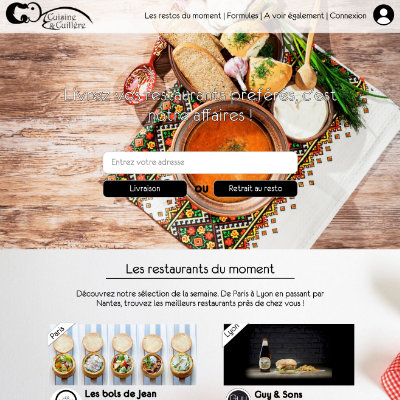 Cuisine
& Cuillère
Les restos du moment | Formules | A voir également | Connexion
vos restaurants préférés, c'est
notre affaires !
Entrez votre adresse
Livraison OU Retrait au resto
Les restaurants du moment
Découvrez notre sélection de la semaine. De Paris à Lyon en passant par
Nantes, trouvez les meilleurs restaurants près de chez vous !
Paris
Lyon
Les bols de Jean
Guy & Sons